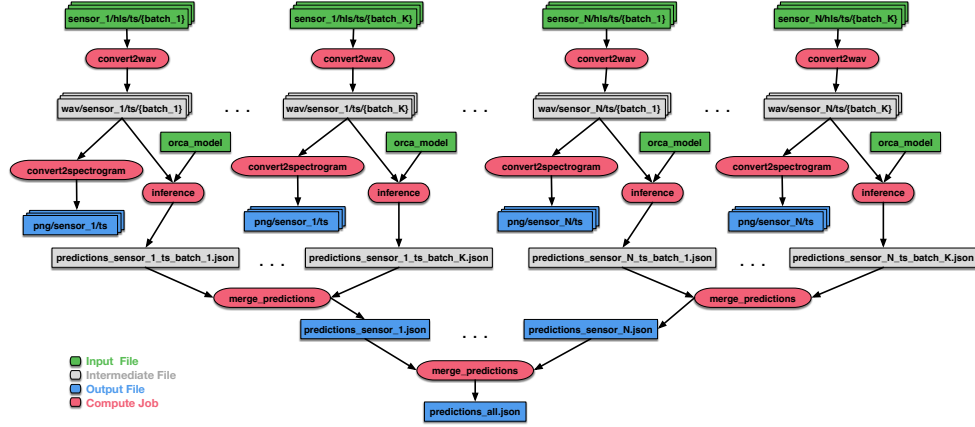 sensor_1/hls/ts/{batch_1}
sensor_1/hls/ts/{batch_K}
sensor_N/hls/ts/{batch_1}
sensor_N/hls/ts/{batch_K}
convert2wav
convert2wav
convert2wav
convert2wav
wav/sensor_1/ts/{batch_1}
. . .
wav/sensor_1/ts/{batch_K}
. . .
wav/sensor_N/ts/{batch_1}
. . .
wav/sensor_N/ts/{batch_K}
orca_model
orca_model
orca_model
orca_model
convert2spectrogram
convert2spectrogram
convert2spectrogram
convert2spectrogram
inference
inference
inference
inference
png/sensor_1/ts
png/sensor_1/ts
png/sensor_N/ts
png/sensor_N/ts
predictions_sensor_1_ts_batch_1.json
. . .
predictions_sensor_1_ts_batch_K.json
predictions_sensor_N_ts_batch_1.json
. . .
predictions_sensor_N_ts_batch_K.json
merge_predictions
merge_predictions
predictions_sensor_1.json
. . .
predictions_sensor_N.json
merge_predictions
predictions_all.json
Input File
Intermediate File
Output File
Compute Job